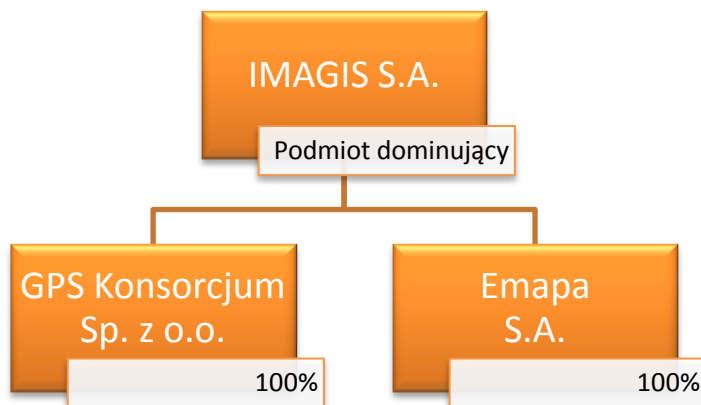 IMAGIS S.A.
Podmiot dominujący
GPS Konsorcjum
Sp. z o.o.
100%
Emapa
S.A.
100%